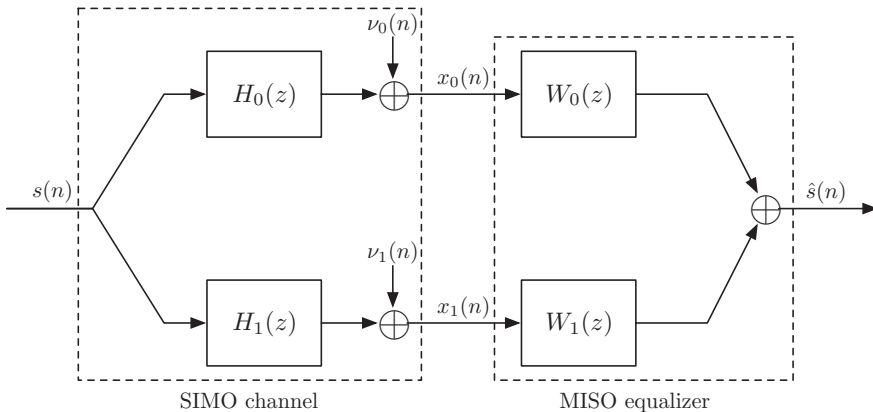 ν₀(n)
H₀(z)
x₀(n)
W₀(z)
s(n)
ŝ(n)
ν₁(n)
H₁(z)
x₁(n)
W₁(z)
SIMO channel
MISO equalizer